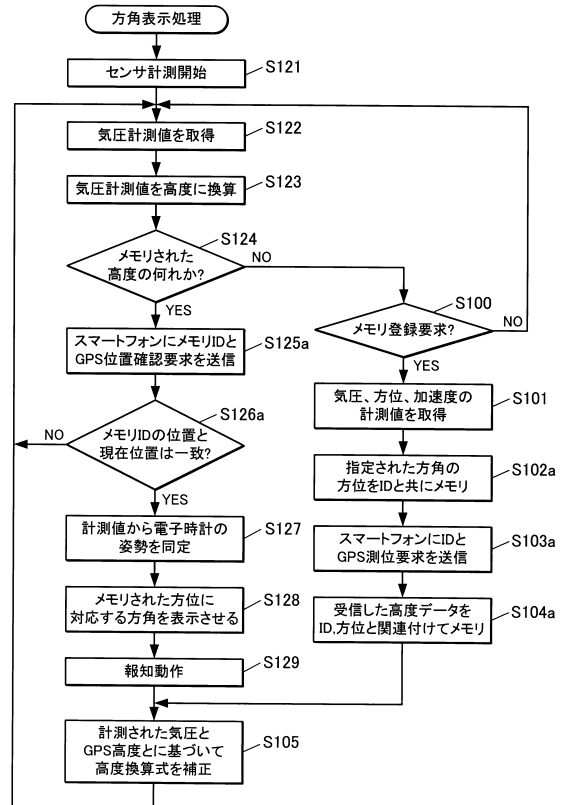 方角表示処理
センサ計測開始
S121
気圧計測値を取得
S122
気圧計測値を高度に換算
S123
メモリされた
高度の何れか?
S124
NO
YES
メモリ登録要求?
S100
NO
YES
スマートフォンにメモリIDと
GPS位置確認要求を送信
S125a
気圧、方位、加速度の
計測値を取得
S101
メモリIDの位置と
現在位置は一致?
S126a
NO
YES
指定された方角の
方位をIDと共にメモリ
S102a
計測値から電子時計の
姿勢を同定
S127
スマートフォンにIDと
GPS測位要求を送信
S103a
メモリされた方位に
対応する方角を表示させる
S128
受信した高度データを
ID,方位と関連付けてメモリ
S104a
報知動作
S129
計測された気圧と
GPS高度とに基づいて
高度換算式を補正
S105